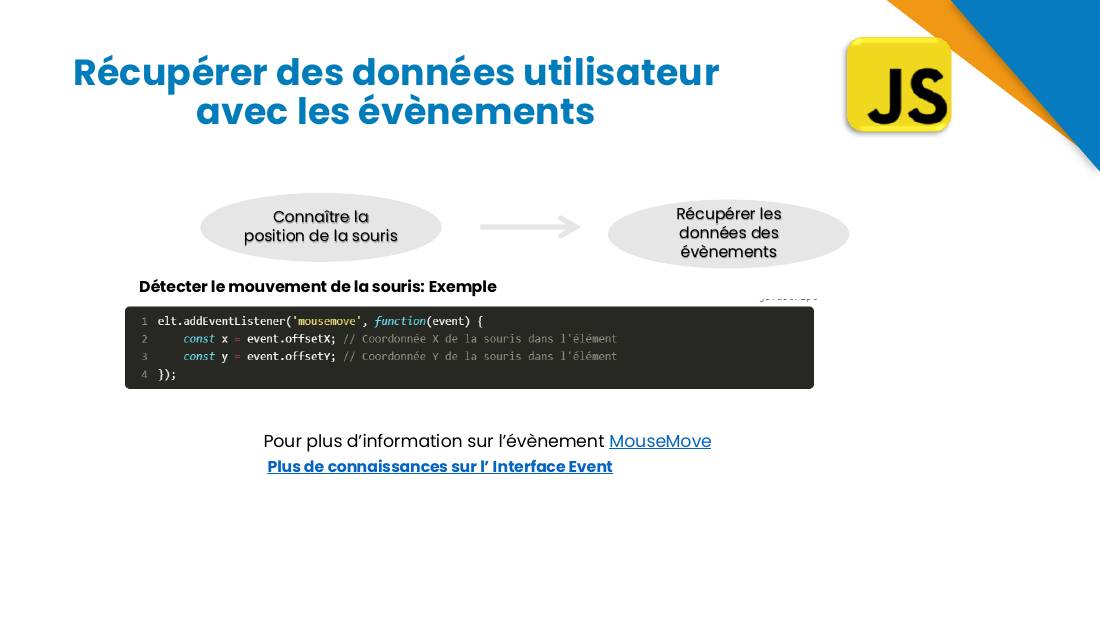 Récupérer des données utilisateur
avec les évènements
JS
Connaître la
position de la souris
Récupérer les
données des
évènements
Détecter le mouvement de la souris: Exemple
1 elt.addEventListener('mousemove', function(event) {
2 const x = event.offsetX; // Coordonnée X de la souris dans l'élément
3 const y = event.offsetY; // Coordonnée Y de la souris dans l'élément
4 });
Pour plus d’information sur l’évènement MouseMove
Plus de connaissances sur l’ Interface Event